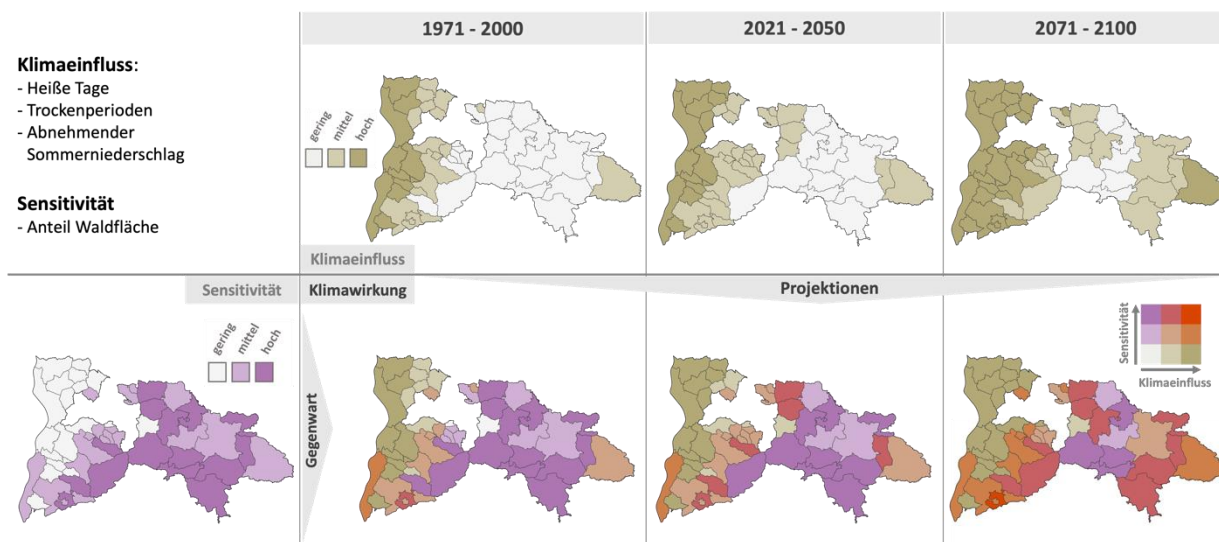 1971 - 2000
2021 - 2050
2071 - 2100
Klimaeinfluss:
- Heiße Tage
- Trockenperioden
- Abnehmender
Sommerniederschlag
Sensitivität
- Anteil Waldfläche
gering
mittel
hoch
Klimaeinfluss
Sensitivität
Klimawirkung
Projektionen
gering
mittel
hoch
Gegenwart
Sensitivität
Klimaeinfluss